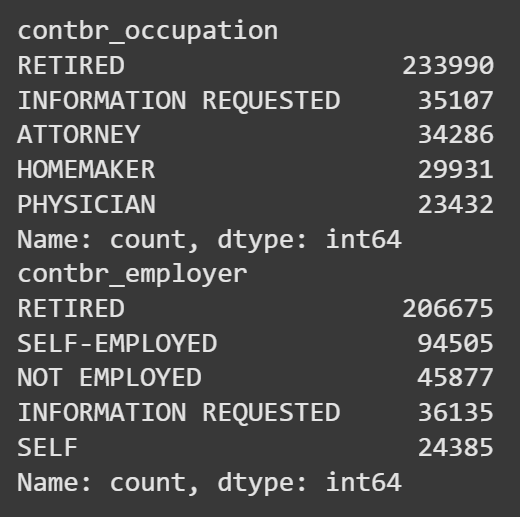 contbr_occupation
RETIRED                  233990
INFORMATION REQUESTED     35107
ATTORNEY                  34286
HOMEMAKER                 29931
PHYSICIAN                 23432
Name: count, dtype: int64
contbr_employer
RETIRED                  206675
SELF-EMPLOYED             94505
NOT EMPLOYED              45877
INFORMATION REQUESTED     36135
SELF                      24385
Name: count, dtype: int64